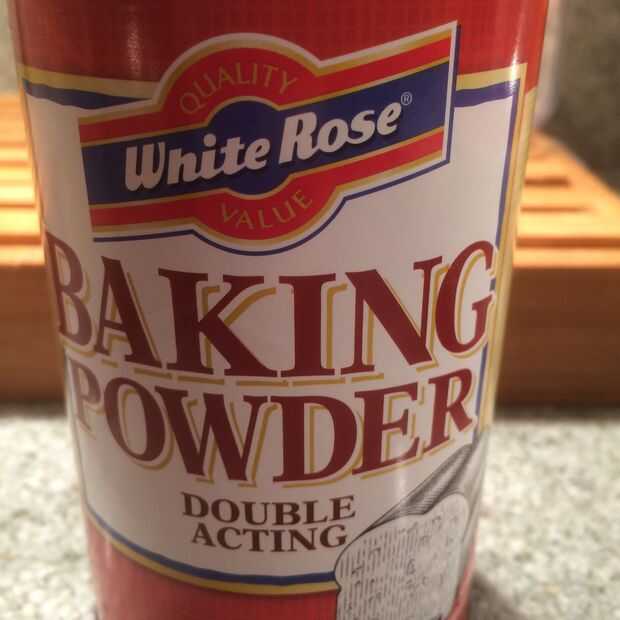 QUALITY
White Rose®
VALUE
BAKING
POWDER
DOUBLE
ACTING